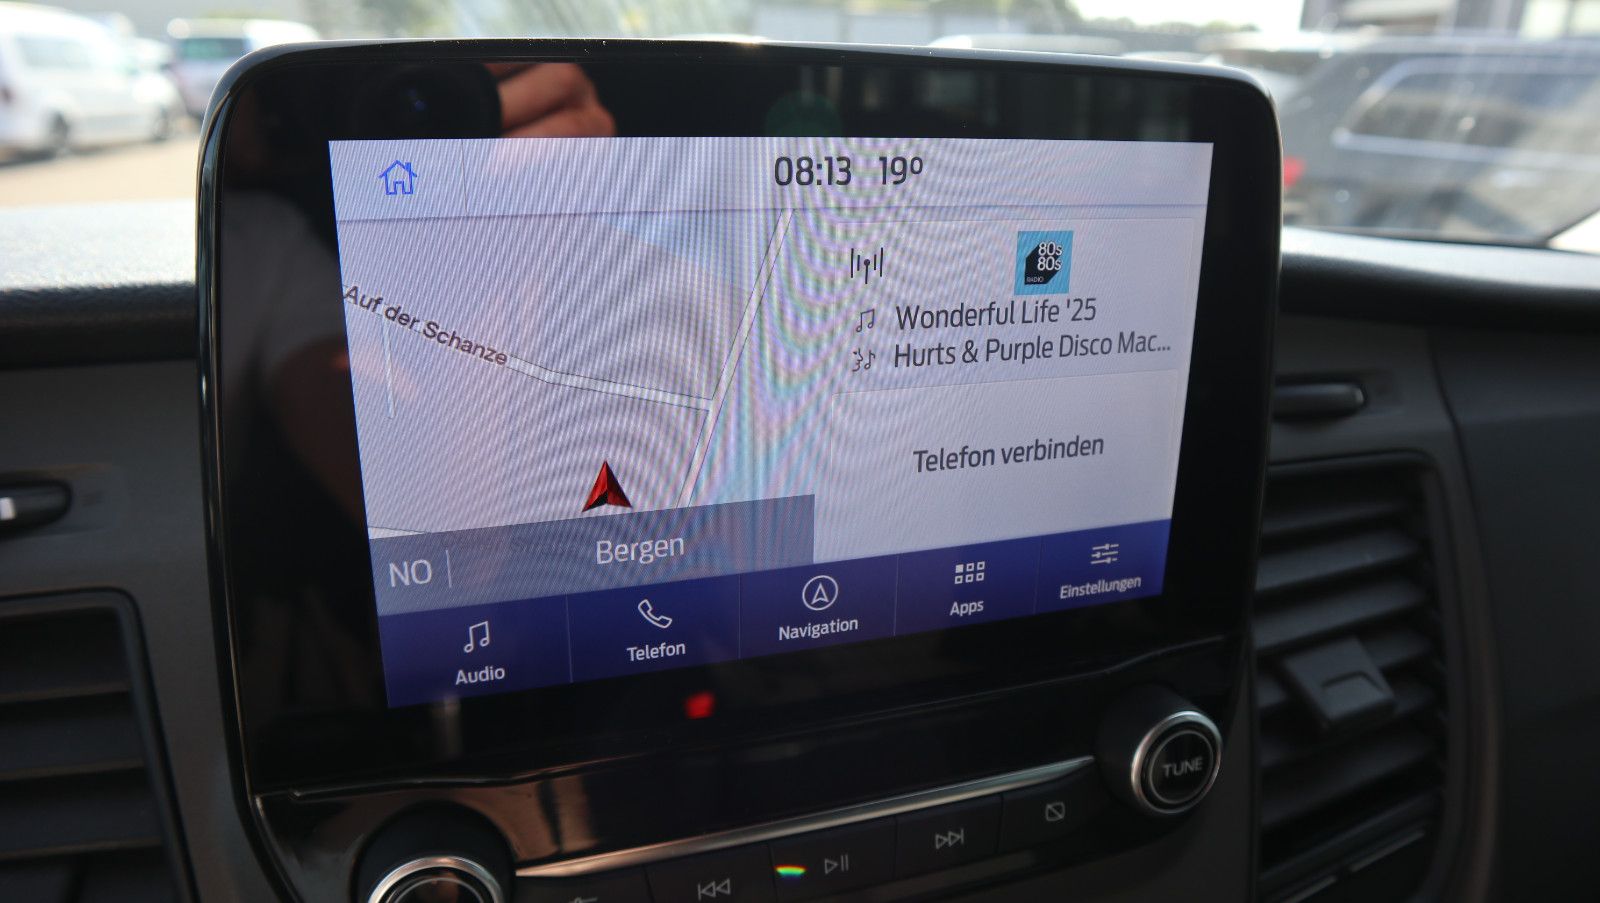 08:13 19°
Auf der Schanze
80s
80s
RADIO
Wonderful Life '25
Hurts & Purple Disco Mac...
Telefon verbinden
NO
Bergen
Audio
Telefon
Navigation
Apps
Einstellungen
TUNE